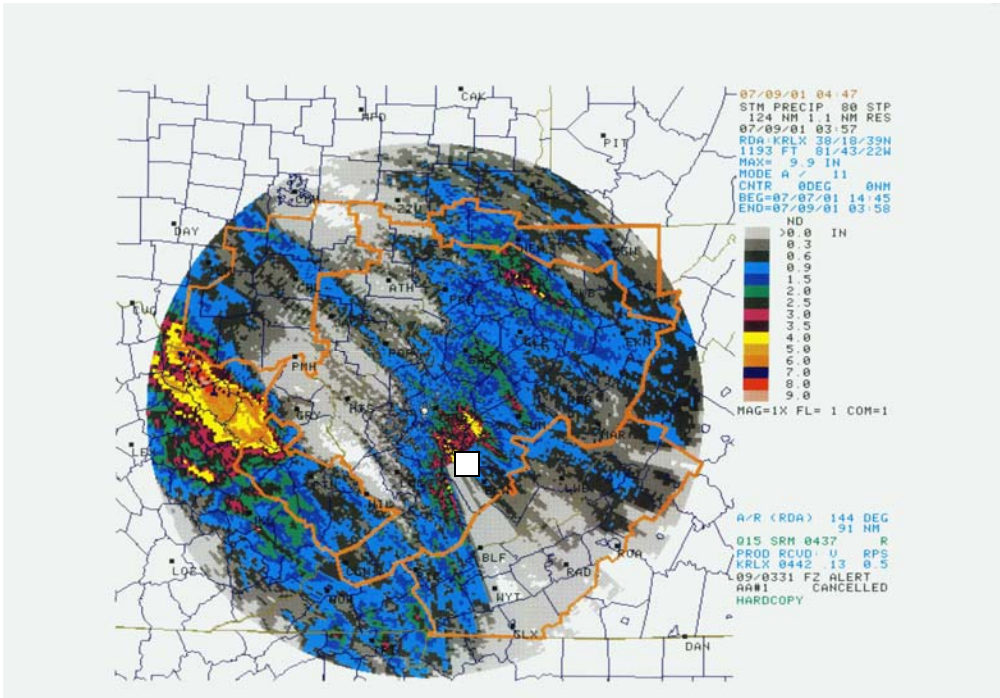 07/09/01 04:47
STM PRECIP 80 STP
124 NM 1.1 NM RES
07/09/01 03:57
RDA:KRLX 38/18/39N
1193 FT 81/43/22W
MAX= 9.9 IN
MODE A / 11
CNTR 0DEG 0NM
BEG=07/07/01 14:45
END=07/09/01 03:58
ND
>0.0 IN
0.3
0.6
0.9
1.5
2.0
2.5
3.0
3.5
4.0
5.0
6.0
7.0
8.0
9.0
MAG=1X FL= 1 COM=1
A/R (RDA) 144 DEG
91 NM
Q15 SRM 0437 R
PROD RCVD: V RPS
KRLX 0442 .13 0.5
09/0331 FZ ALERT
AA#1 CANCELLED
HARDCOPY
CAK
MFD
PIT
DAY
ATH
EKN
PMH
HTS
BLF
LOZ
RAD
ROA
WYT
GLX
DAN